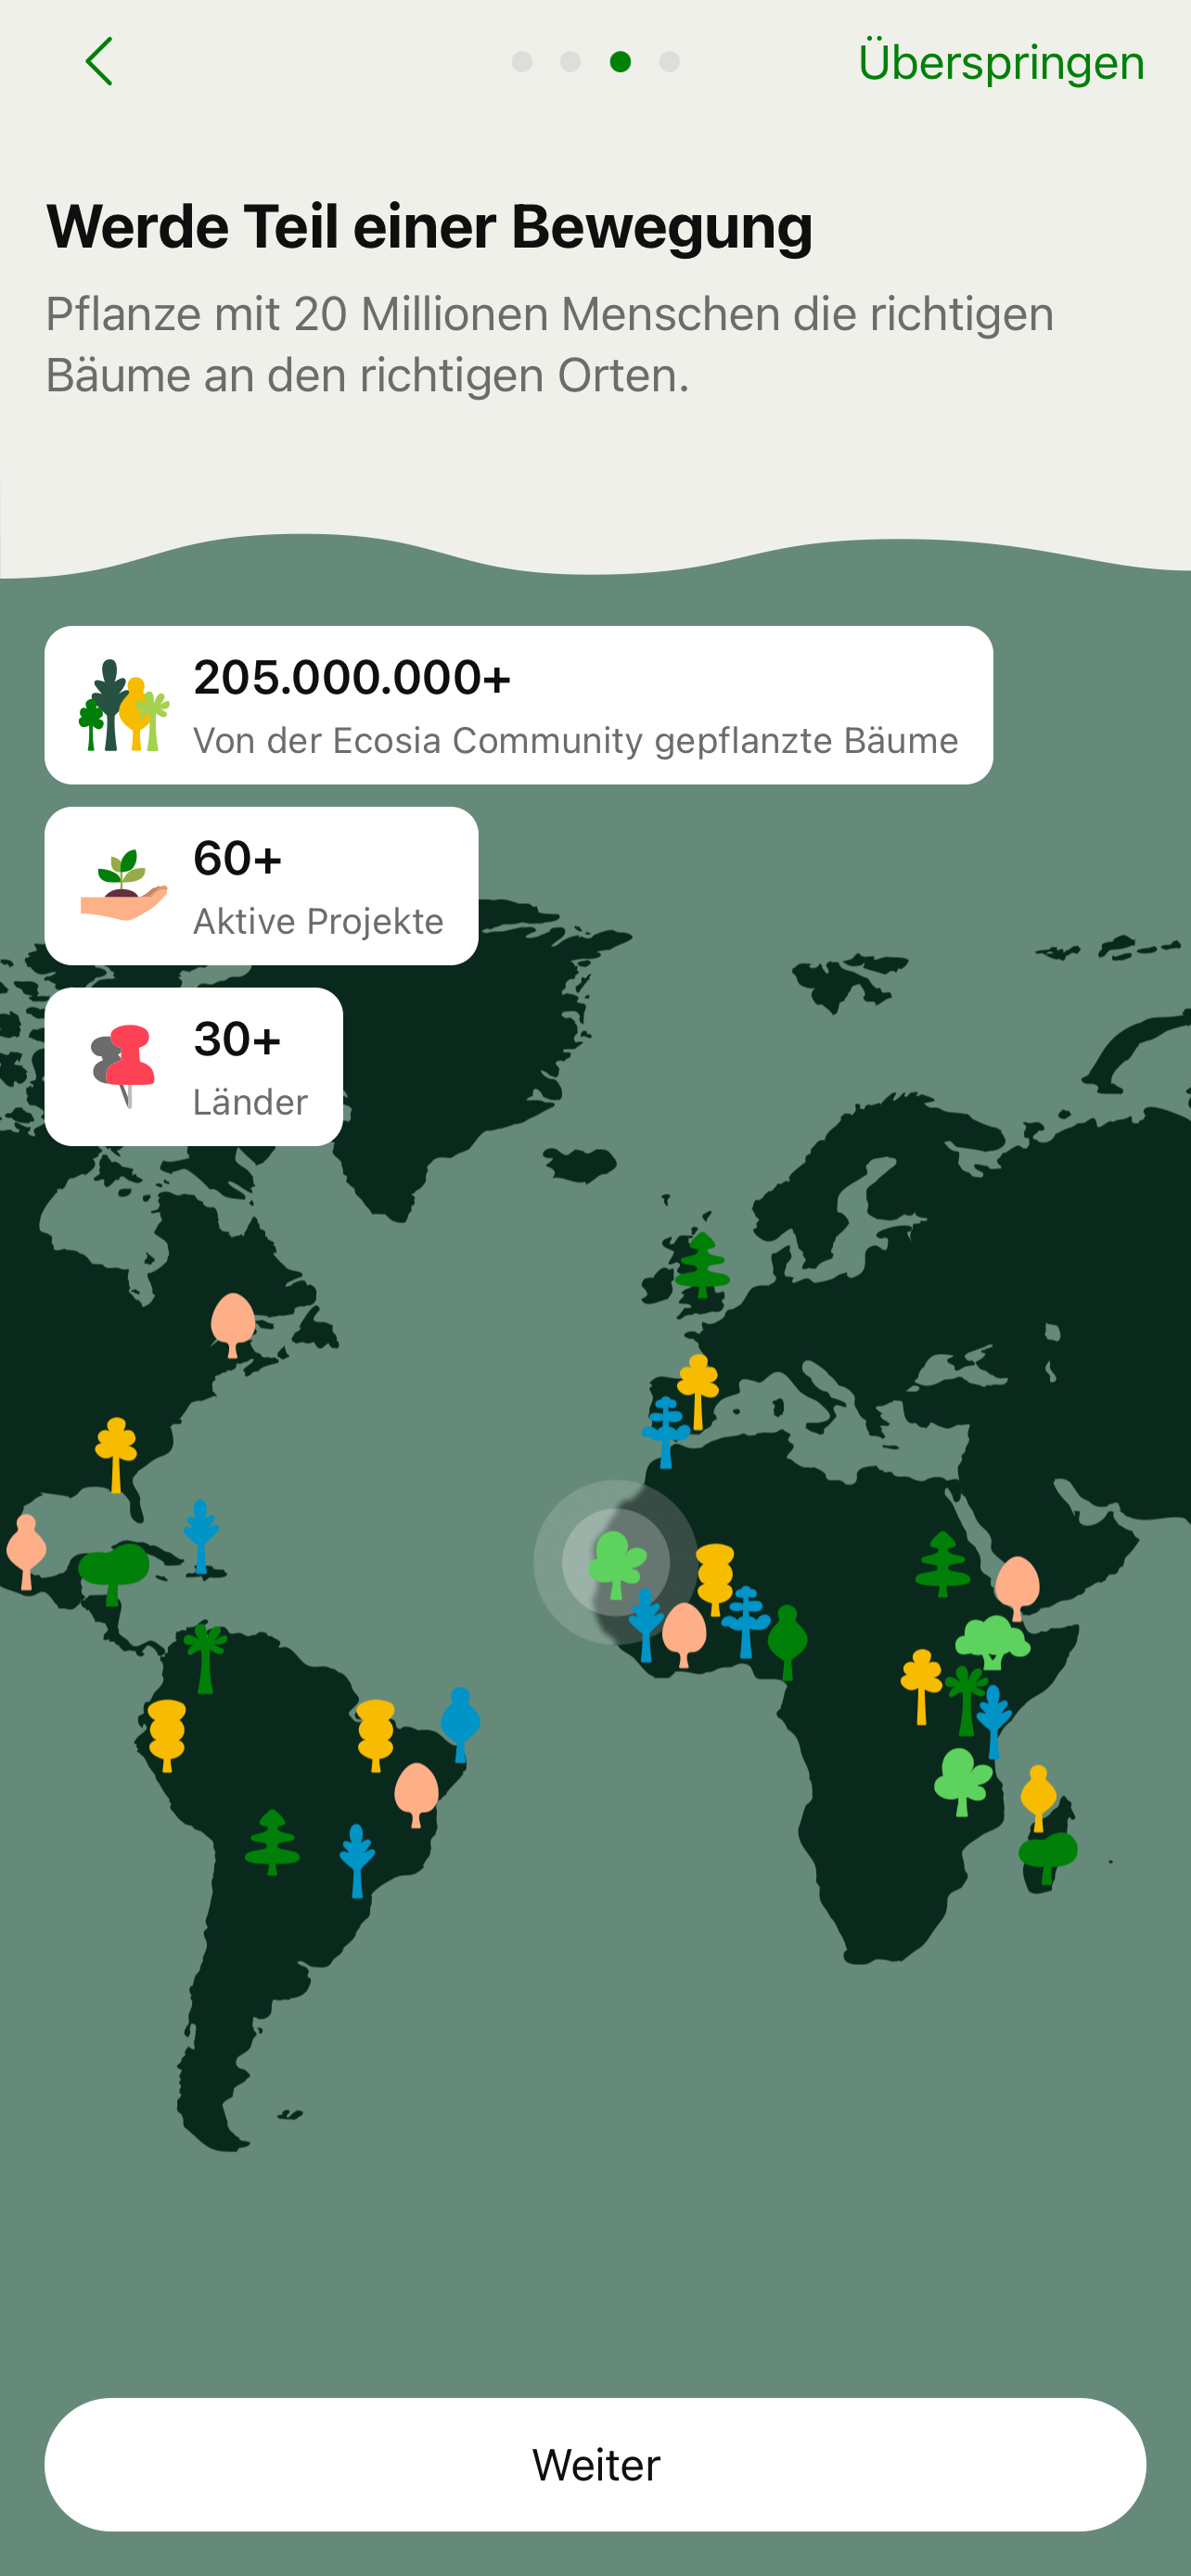 Überspringen
Werde Teil einer Bewegung
Pflanze mit 20 Millionen Menschen die richtigen
Bäume an den richtigen Orten.
205.000.000+
Von der Ecosia Community gepflanzte Bäume
60+
Aktive Projekte
30+
Länder
Weiter